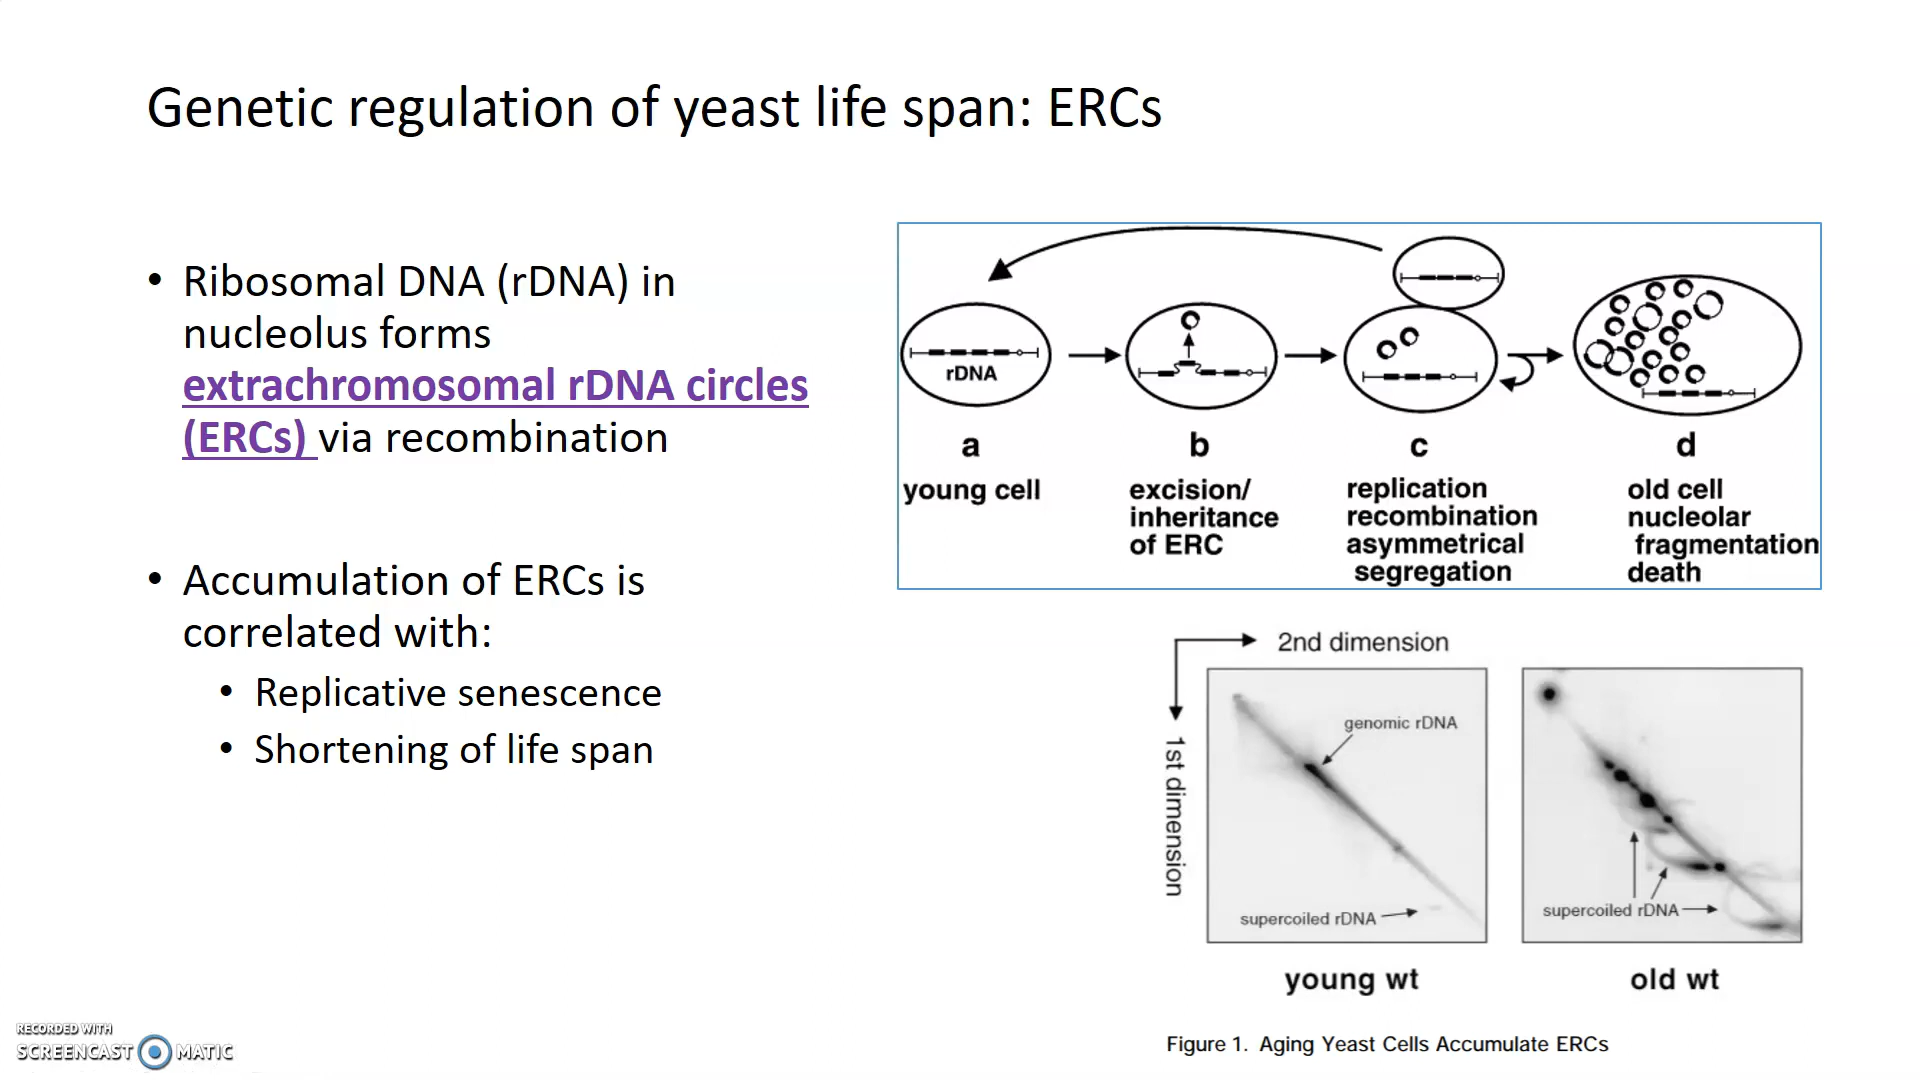 Genetic regulation of yeast life span: ERCs
• Ribosomal DNA (rDNA) in
nucleolus forms
extrachromosomal rDNA circles
(ERCs) via recombination
• Accumulation of ERCs is
correlated with:
• Replicative senescence
• Shortening of life span
rDNA
a
young cell
b
excision/
inheritance
of ERC
c
replication
recombination
asymmetrical
segregation
d
old cell
nucleolar
fragmentation
death
2nd dimension
1st dimension
genomic rDNA
supercoiled rDNA
young wt
supercoiled rDNA
old wt
Figure 1. Aging Yeast Cells Accumulate ERCs
RECORDED WITH
SCREENCAST MATIC